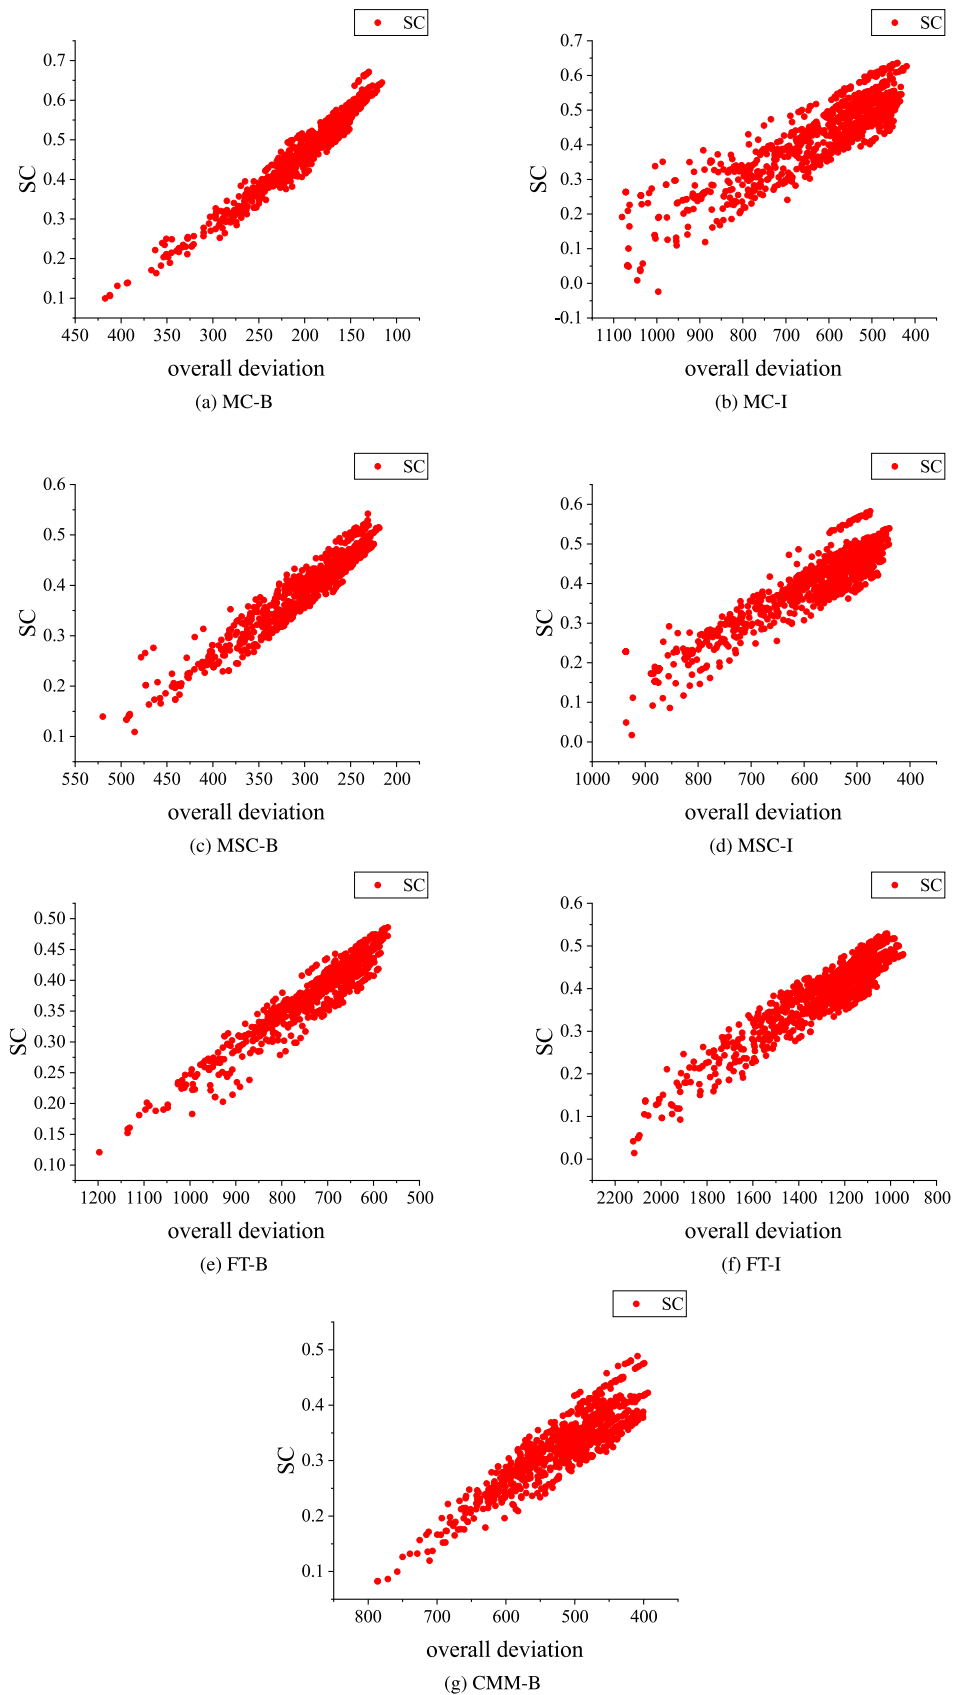 SC
0.7
0.6
0.5
0.4
0.3
0.2
0.1
SC
450 400 350 300 250 200 150 100
overall deviation
(a) MC-B
SC
0.7
0.6
0.5
0.4
0.3
0.2
0.1
0.0
-0.1
SC
1100 1000 900 800 700 600 500 400
overall deviation
(b) MC-I
SC
0.6
0.5
0.4
0.3
0.2
0.1
SC
550 500 450 400 350 300 250 200
overall deviation
(c) MSC-B
SC
0.6
0.5
0.4
0.3
0.2
0.1
0.0
SC
1000 900 800 700 600 500 400
overall deviation
(d) MSC-I
SC
0.50
0.45
0.40
0.35
0.30
0.25
0.20
0.15
0.10
SC
1200 1100 1000 900 800 700 600 500
overall deviation
(e) FT-B
SC
0.6
0.5
0.4
0.3
0.2
0.1
0.0
SC
2200 2000 1800 1600 1400 1200 1000 800
overall deviation
(f) FT-I
SC
0.5
0.4
0.3
0.2
0.1
SC
800 700 600 500 400
overall deviation
(g) CMM-B